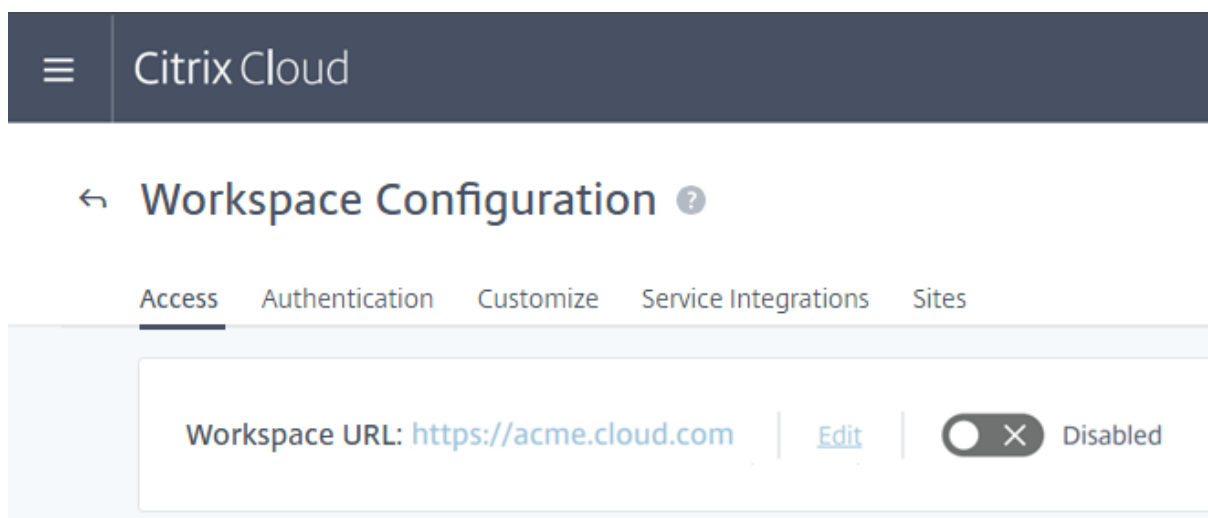 Citrix Cloud
Workspace Configuration ?
Access Authentication Customize Service Integrations Sites
Workspace URL: https://acme.cloud.com Edit Disabled